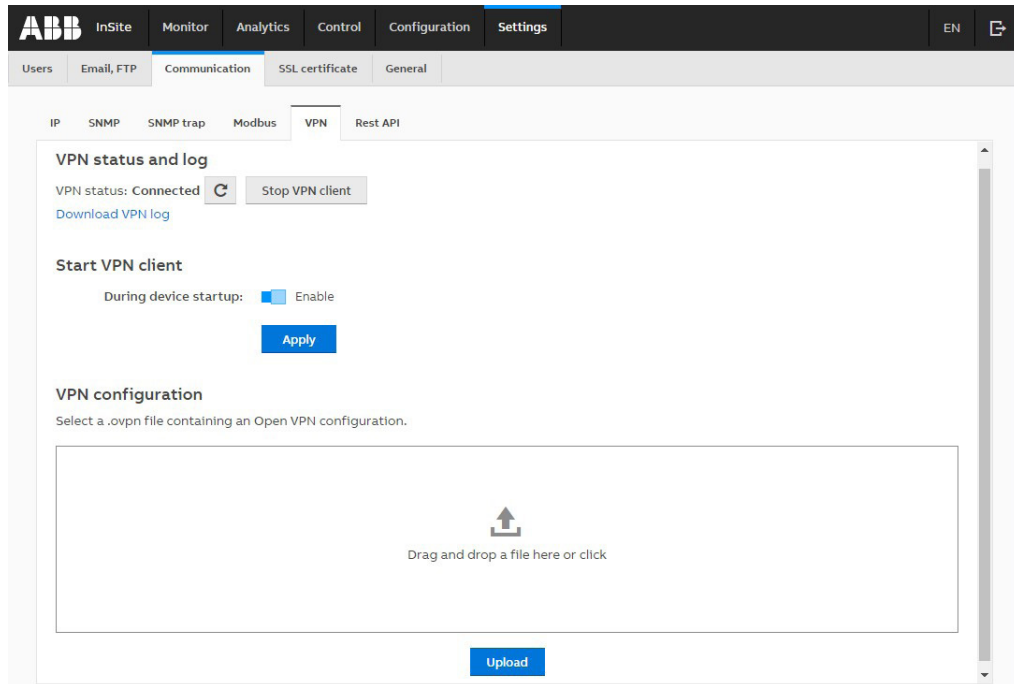 ABB InSite Monitor Analytics Control Configuration Settings EN
Users Email, FTP Communication SSL certificate General
IP SNMP SNMP trap Modbus VPN Rest API
VPN status and log
VPN status: Connected Stop VPN client
Download VPN log
Start VPN client
During device startup: Enable
Apply
VPN configuration
Select a .ovpn file containing an Open VPN configuration.
Drag and drop a file here or click
Upload